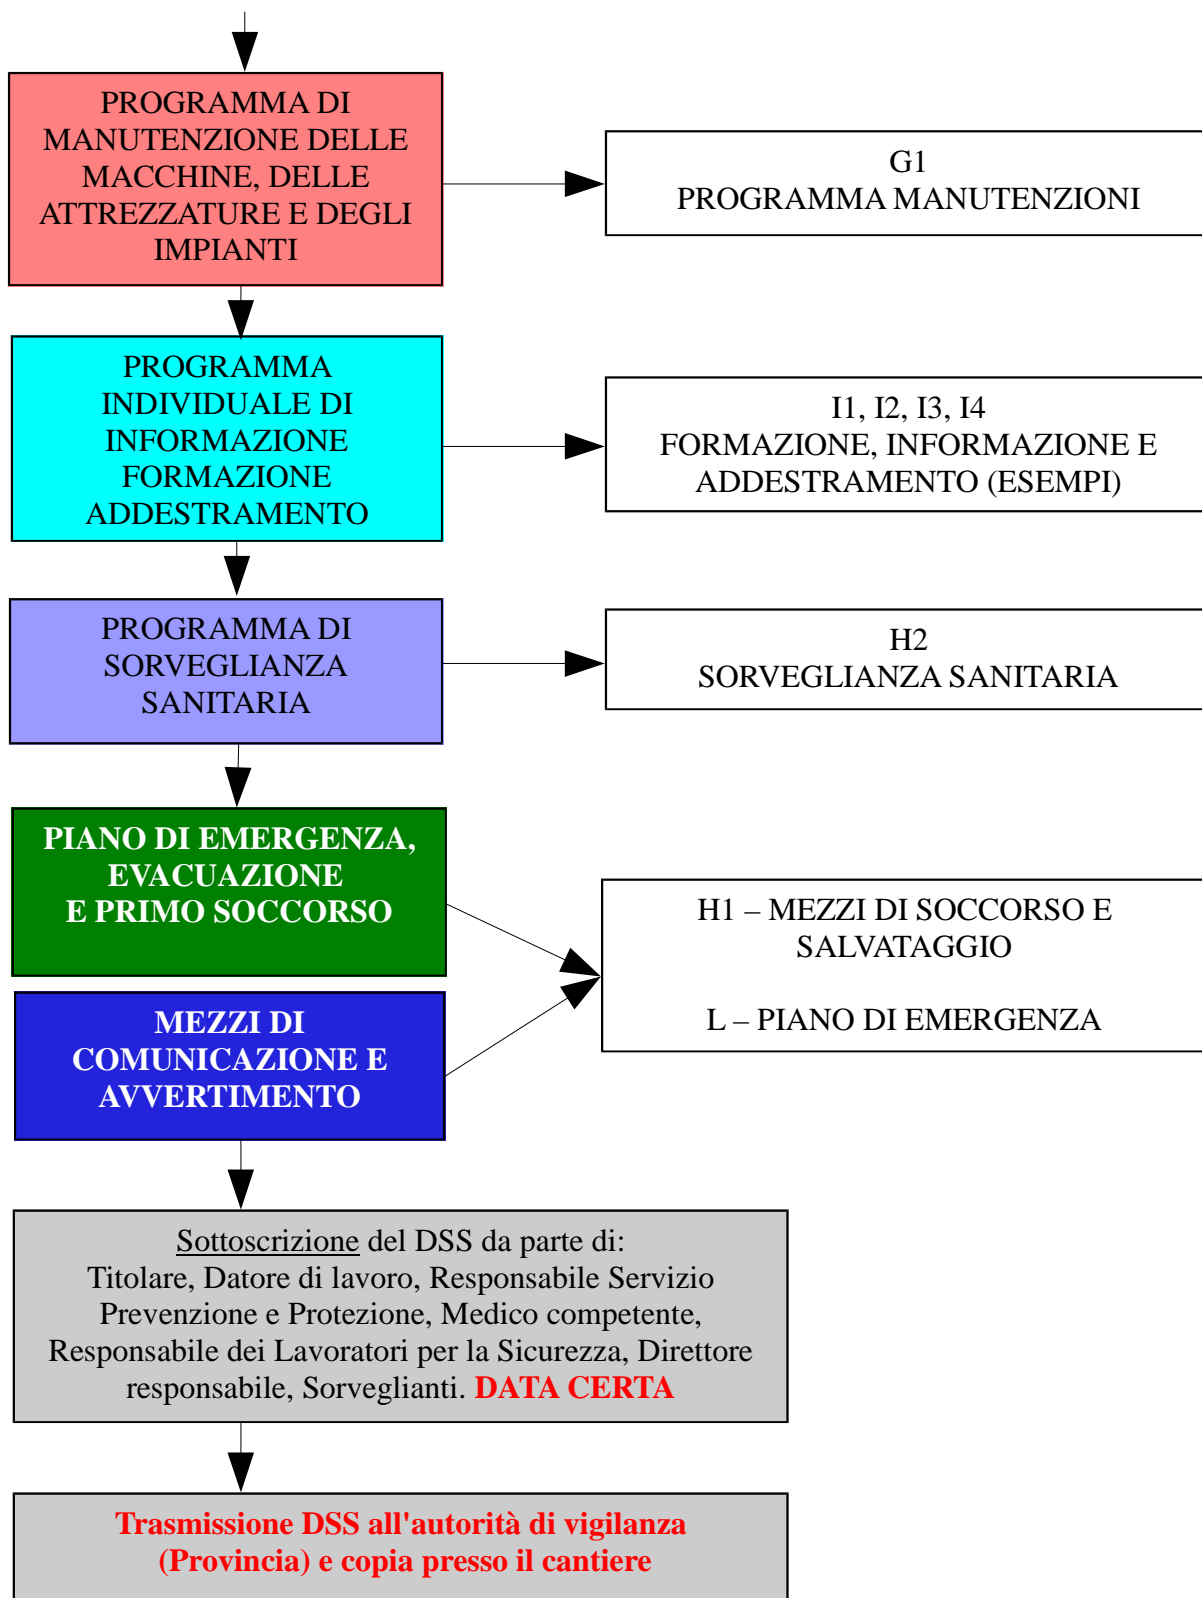 PROGRAMMA DI
MANUTENZIONE DELLE
MACCHINE, DELLE
ATTREZZATURE E DEGLI
IMPIANTI
G1
PROGRAMMA MANUTENZIONI
PROGRAMMA
INDIVIDUALE DI
INFORMAZIONE
FORMAZIONE
ADDESTRAMENTO
I1, I2, I3, I4
FORMAZIONE, INFORMAZIONE E
ADDESTRAMENTO (ESEMPI)
PROGRAMMA DI
SORVEGLIANZA
SANITARIA
H2
SORVEGLIANZA SANITARIA
PIANO DI EMERGENZA,
EVACUAZIONE
E PRIMO SOCCORSO
MEZZI DI
COMUNICAZIONE E
AVVERTIMENTO
H1 – MEZZI DI SOCCORSO E
SALVATAGGIO
L – PIANO DI EMERGENZA
Sottoscrizione del DSS da parte di:
Titolare, Datore di lavoro, Responsabile Servizio
Prevenzione e Protezione, Medico competente,
Responsabile dei Lavoratori per la Sicurezza, Direttore
responsabile, Sorveglianti. DATA CERTA
Trasmissione DSS all'autorità di vigilanza
(Provincia) e copia presso il cantiere